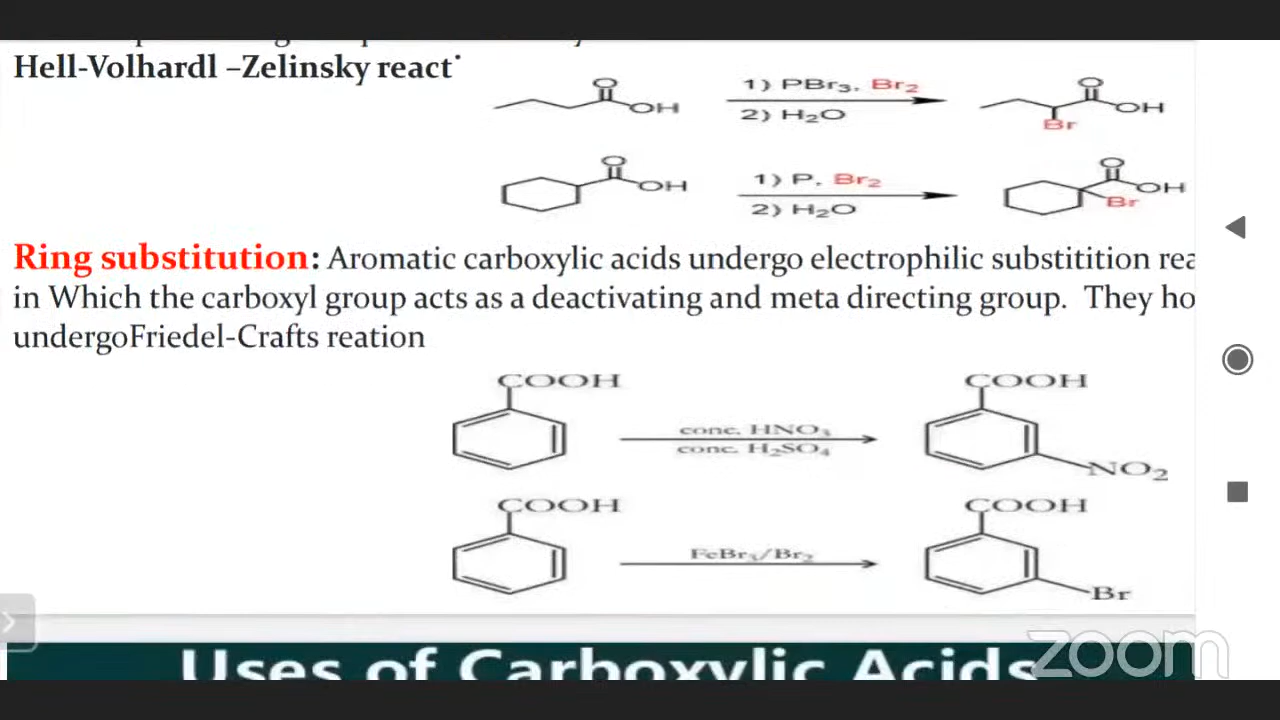 Hell-Volhardl –Zelinsky react
O
OH
1) PBr3, Br2
2) H2O
O
OH
Br
O
OH
1) P, Br2
2) H2O
O
OH
Br
Ring substitution: Aromatic carboxylic acids undergo electrophilic substitition rea
in Which the carboxyl group acts as a deactivating and meta directing group. They ho
undergoFriedel-Crafts reation
COOH
conc. HNO3
conc. H2SO4
COOH
NO2
COOH
FeBr3/Br2
COOH
Br
Uses of Carboxylic Acids
zoom